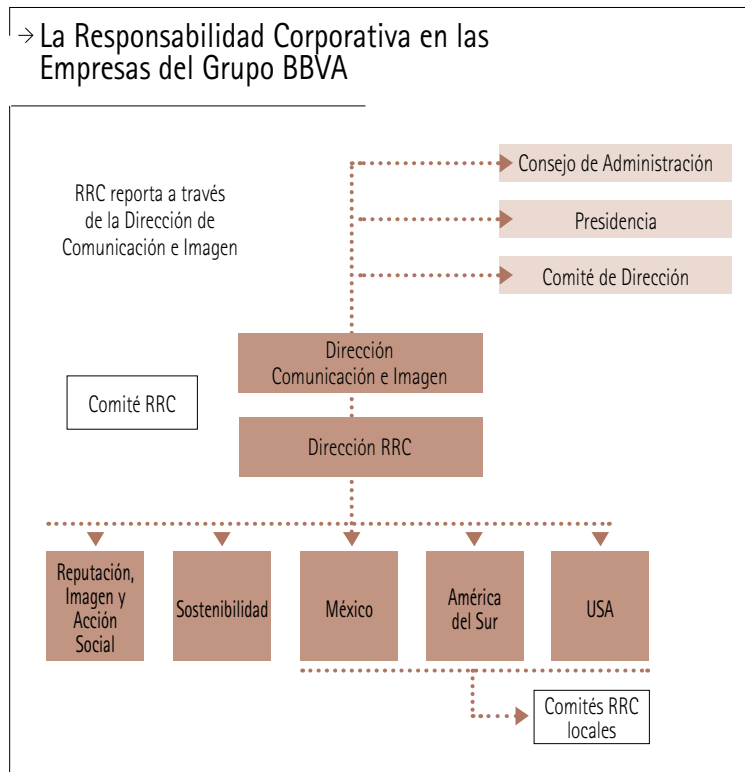 → La Responsabilidad Corporativa en las
Empresas del Grupo BBVA
RRC reporta a través
de la Dirección de
Comunicación e Imagen
Consejo de Administración
Presidencia
Comité de Dirección
Dirección
Comunicación e Imagen
Comité RRC
Dirección RRC
Reputación,
Imagen y
Acción
Social
Sostenibilidad
México
América
del Sur
USA
Comités RRC
locales